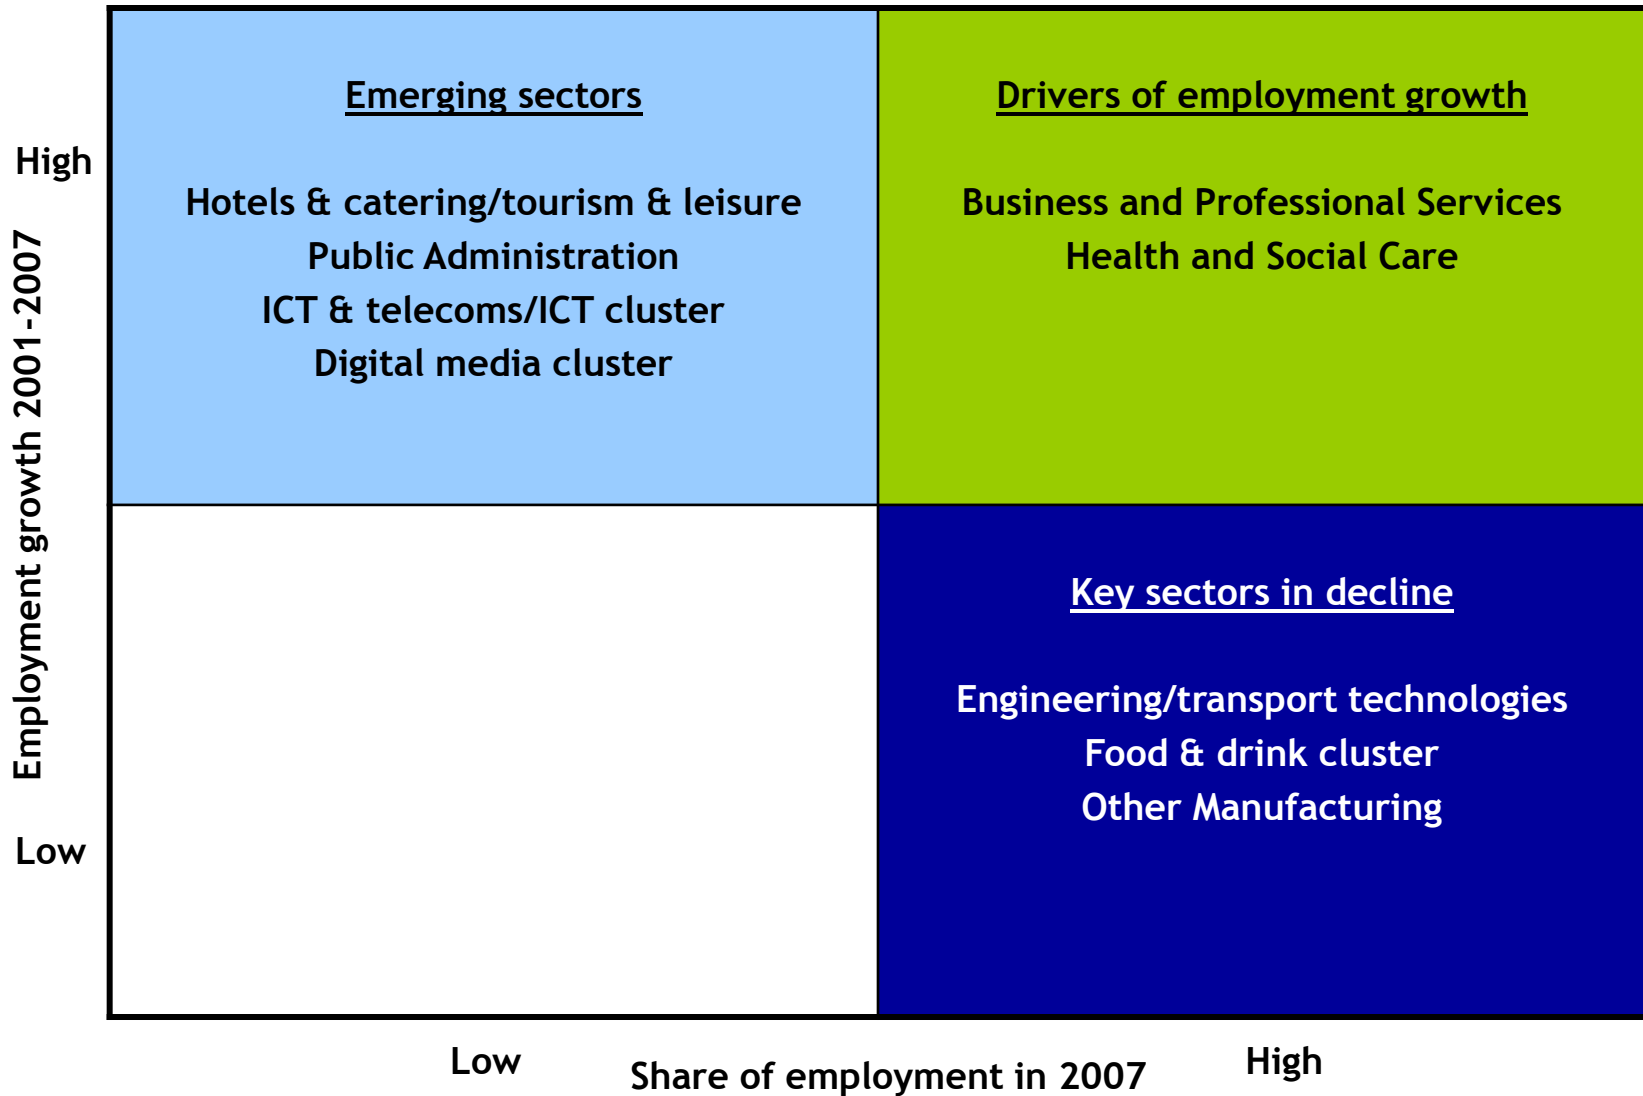 Emerging sectors
Hotels & catering/tourism & leisure
Public Administration
ICT & telecoms/ICT cluster
Digital media cluster
Drivers of employment growth
Business and Professional Services
Health and Social Care
Key sectors in decline
Engineering/transport technologies
Food & drink cluster
Other Manufacturing
High
Employment growth 2001-2007
Low
Low
Share of employment in 2007
High